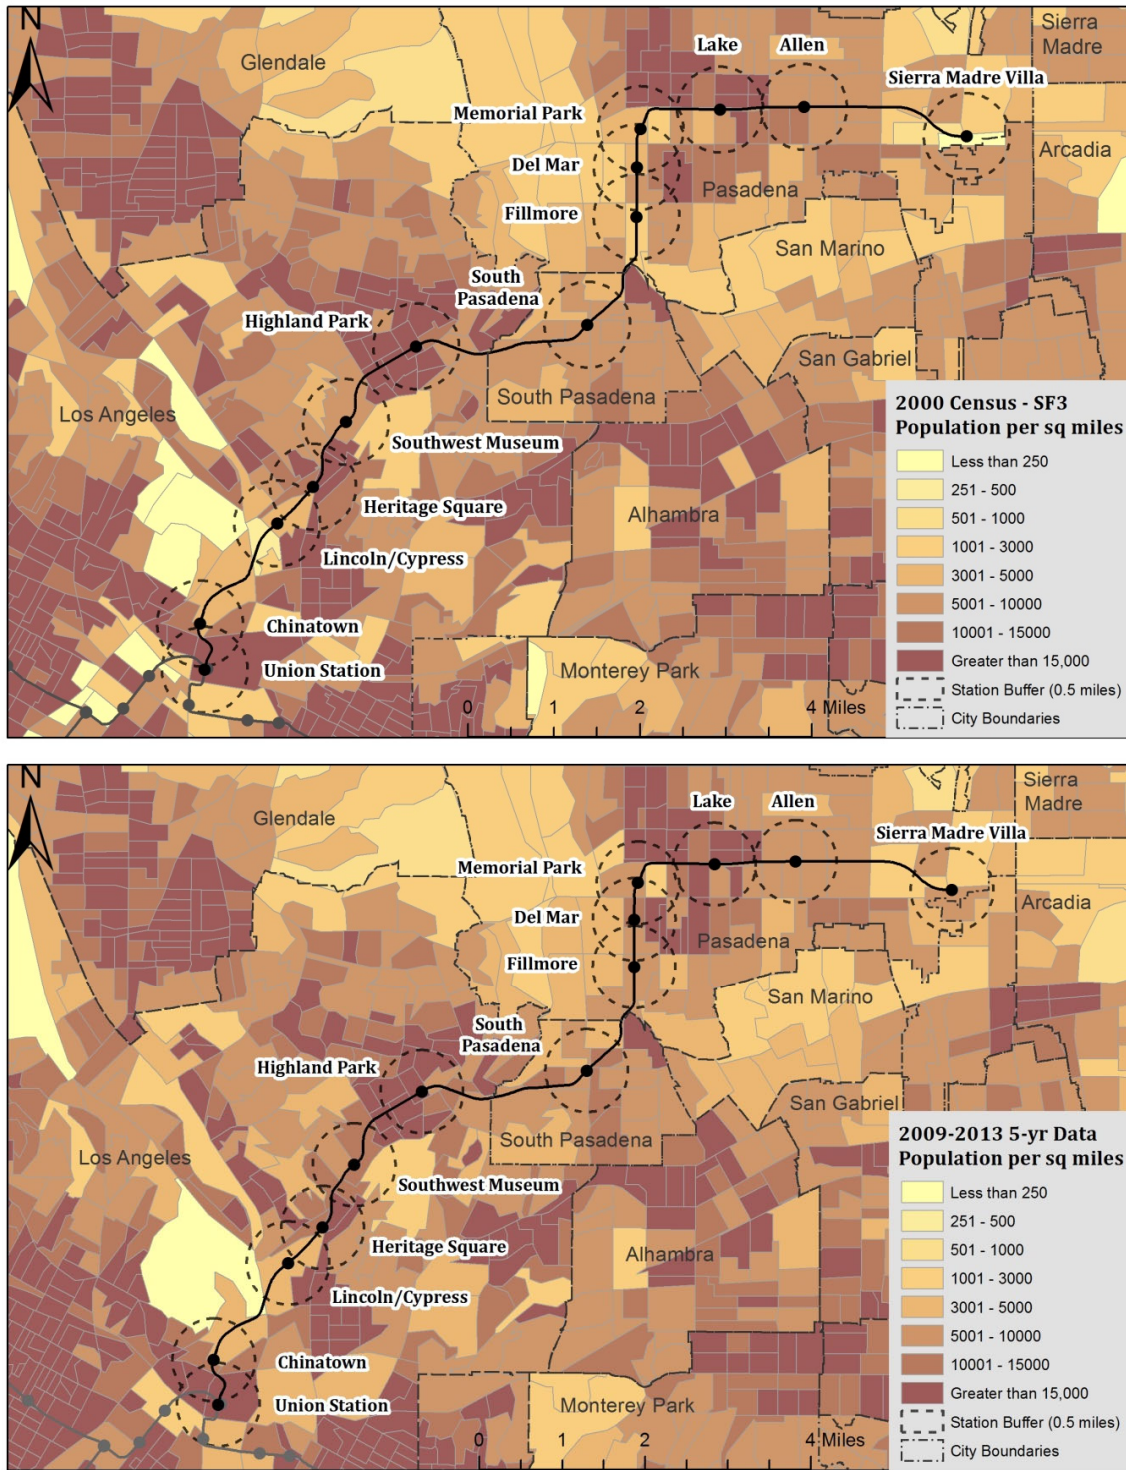 N
Glendale
Lake
Allen
Sierra
Madre
Sierra Madre Villa
Memorial Park
Arcadia
Del Mar
Pasadena
Fillmore
San Marino
South
Pasadena
Highland Park
San Gabriel
Los Angeles
South Pasadena
Southwest Museum
Heritage Square
Alhambra
Lincoln/Cypress
Chinatown
Union Station
Monterey Park
0 1 2 4 Miles
2000 Census - SF3
Population per sq miles
Less than 250
251 - 500
501 - 1000
1001 - 3000
3001 - 5000
5001 - 10000
10001 - 15000
Greater than 15,000
Station Buffer (0.5 miles)
City Boundaries
N
Glendale
Lake
Allen
Sierra
Madre
Sierra Madre Villa
Memorial Park
Arcadia
Del Mar
Pasadena
Fillmore
San Marino
South
Pasadena
Highland Park
San Gabriel
Los Angeles
South Pasadena
Southwest Museum
Heritage Square
Alhambra
Lincoln/Cypress
Chinatown
Union Station
Monterey Park
0 1 2 4 Miles
2009-2013 5-yr Data
Population per sq miles
Less than 250
251 - 500
501 - 1000
1001 - 3000
3001 - 5000
5001 - 10000
10001 - 15000
Greater than 15,000
Station Buffer (0.5 miles)
City Boundaries